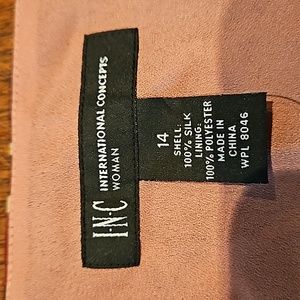 I·N·C
INTERNATIONAL CONCEPTS
WOMAN
14
SHELL:
100% SILK
LINING:
100% POLYESTER
MADE IN
CHINA
WPL 8046